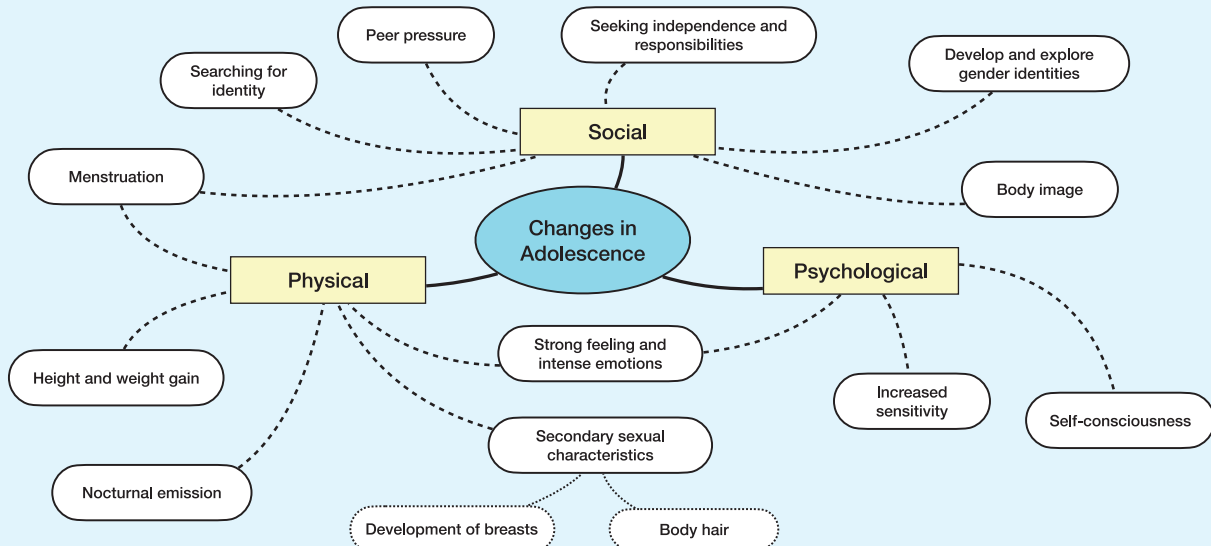 Peer pressure
Seeking independence and
responsibilities
Develop and explore
gender identities
Searching for
identity
Social
Menstruation
Body image
Changes in
Adolescence
Physical
Psychological
Strong feeling and
intense emotions
Height and weight gain
Increased
sensitivity
Self-consciousness
Secondary sexual
characteristics
Nocturnal emission
Development of breasts
Body hair